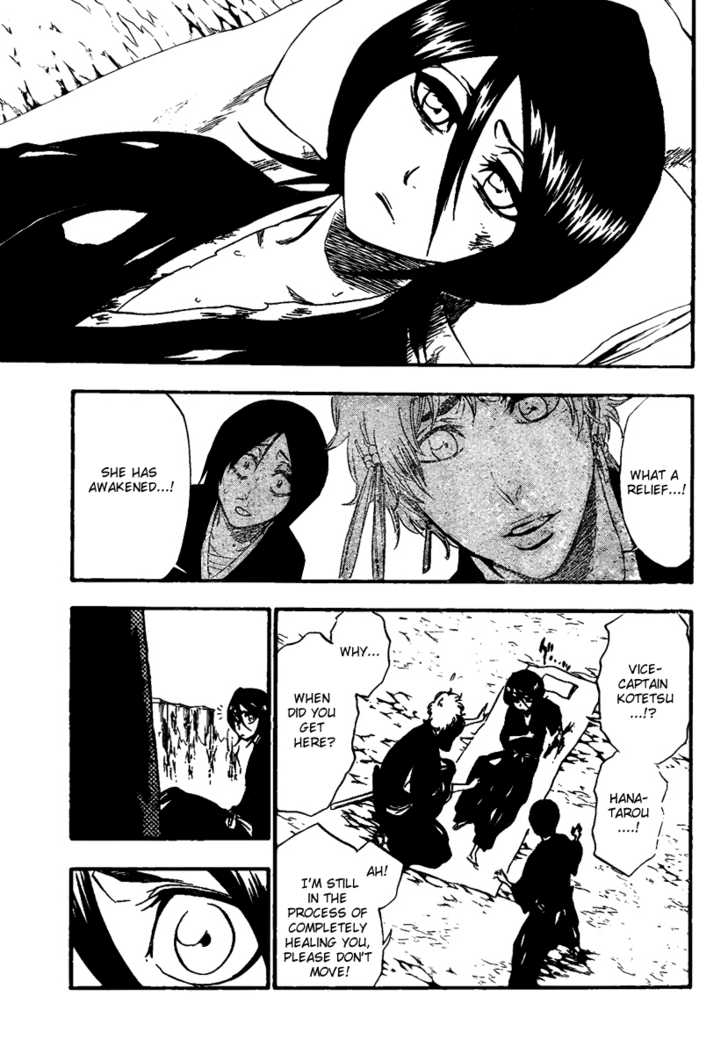 WHAT A
RELIEF...!
SHE HAS
AWAKENED...!
VICE-
CAPTAIN
KOTETSU
...!?
HANA-
TAROU
....!
WHY...
WHEN
DID YOU
GET
HERE?
AH!
I'M STILL
IN THE
PROCESS OF
COMPLETELY
HEALING YOU,
PLEASE DON'T
MOVE!